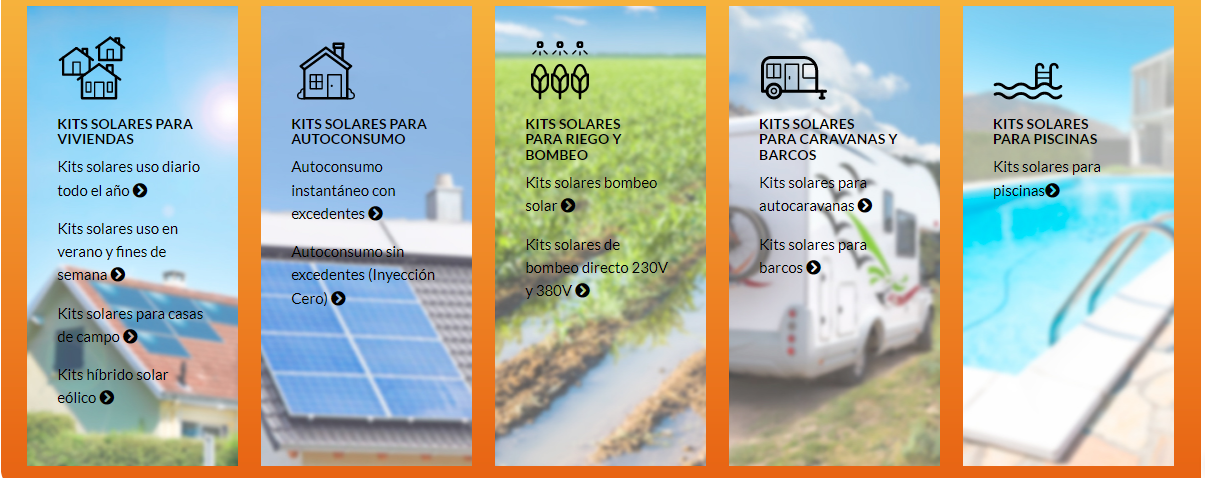 KITS SOLARES PARA
VIVIENDAS
Kits solares uso diario
todo el año
Kits solares uso en
verano y fines de
semana
Kits solares para casas
de campo
Kits híbrido solar
eólico
KITS SOLARES PARA
AUTOCONSUMO
Autoconsumo
instantáneo con
excedentes
Autoconsumo sin
excedentes (Inyección
Cero)
KITS SOLARES
PARA RIEGO Y
BOMBEO
Kits solares bombeo
solar
Kits solares de
bombeo directo 230V
y 380V
KITS SOLARES
PARA CARAVANAS Y
BARCOS
Kits solares para
autocaravanas
Kits solares para
barcos
KITS SOLARES
PARA PISCINAS
Kits solares para
piscinas